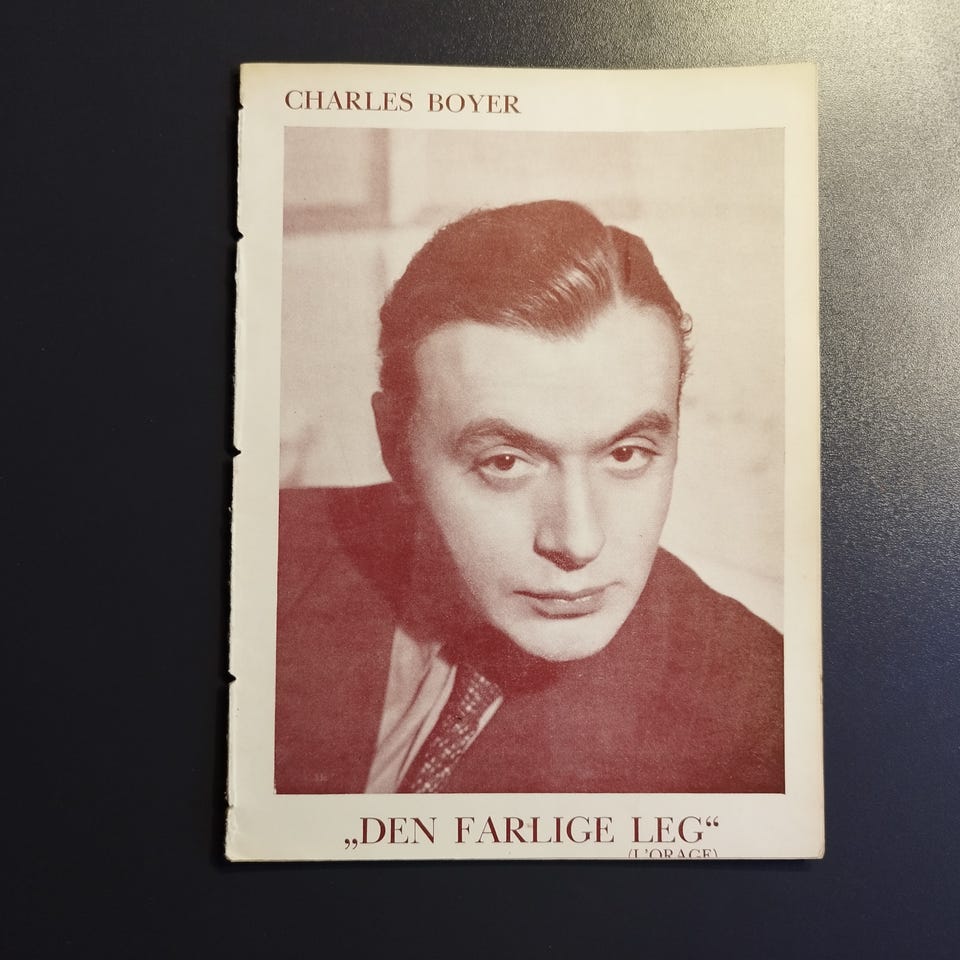 CHARLES BOYER
„DEN FARLIGE LEG“
(L'ORAGE)